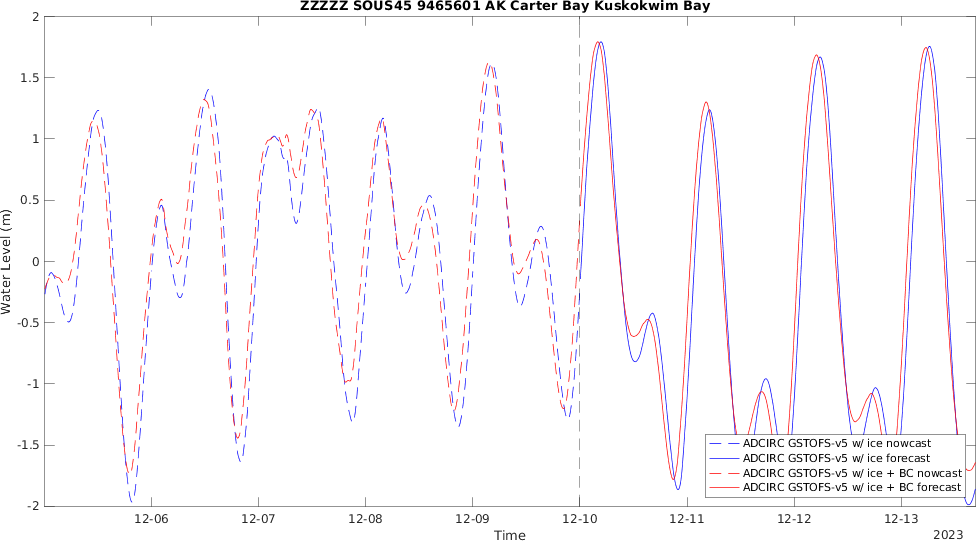 ZZZZZ SOUS45 9465601 AK Carter Bay Kuskokwim Bay
2
1.5
1
0.5
0
-0.5
-1
-1.5
-2
Water Level (m)
12-06
12-07
12-08
12-09
12-10
12-11
12-12
12-13
Time
2023
ADCIRC GSTOFS-v5 w/ ice nowcast
ADCIRC GSTOFS-v5 w/ ice forecast
ADCIRC GSTOFS-v5 w/ ice + BC nowcast
ADCIRC GSTOFS-v5 w/ ice + BC forecast